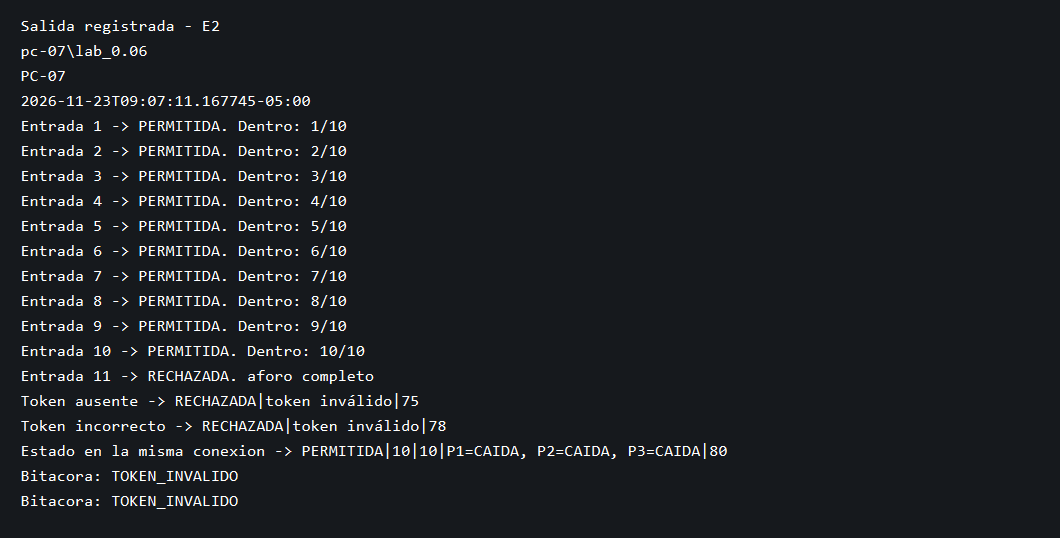 Salida registrada - E2
pc-07\lab_0.06
PC-07
2026-11-23T09:07:11.167745-05:00
Entrada 1 -> PERMITIDA. Dentro: 1/10
Entrada 2 -> PERMITIDA. Dentro: 2/10
Entrada 3 -> PERMITIDA. Dentro: 3/10
Entrada 4 -> PERMITIDA. Dentro: 4/10
Entrada 5 -> PERMITIDA. Dentro: 5/10
Entrada 6 -> PERMITIDA. Dentro: 6/10
Entrada 7 -> PERMITIDA. Dentro: 7/10
Entrada 8 -> PERMITIDA. Dentro: 8/10
Entrada 9 -> PERMITIDA. Dentro: 9/10
Entrada 10 -> PERMITIDA. Dentro: 10/10
Entrada 11 -> RECHAZADA. aforo completo
Token ausente -> RECHAZADA|token inválido|75
Token incorrecto -> RECHAZADA|token inválido|78
Estado en la misma conexion -> PERMITIDA|10|10|P1=CAIDA, P2=CAIDA, P3=CAIDA|80
Bitacora: TOKEN_INVALIDO
Bitacora: TOKEN_INVALIDO